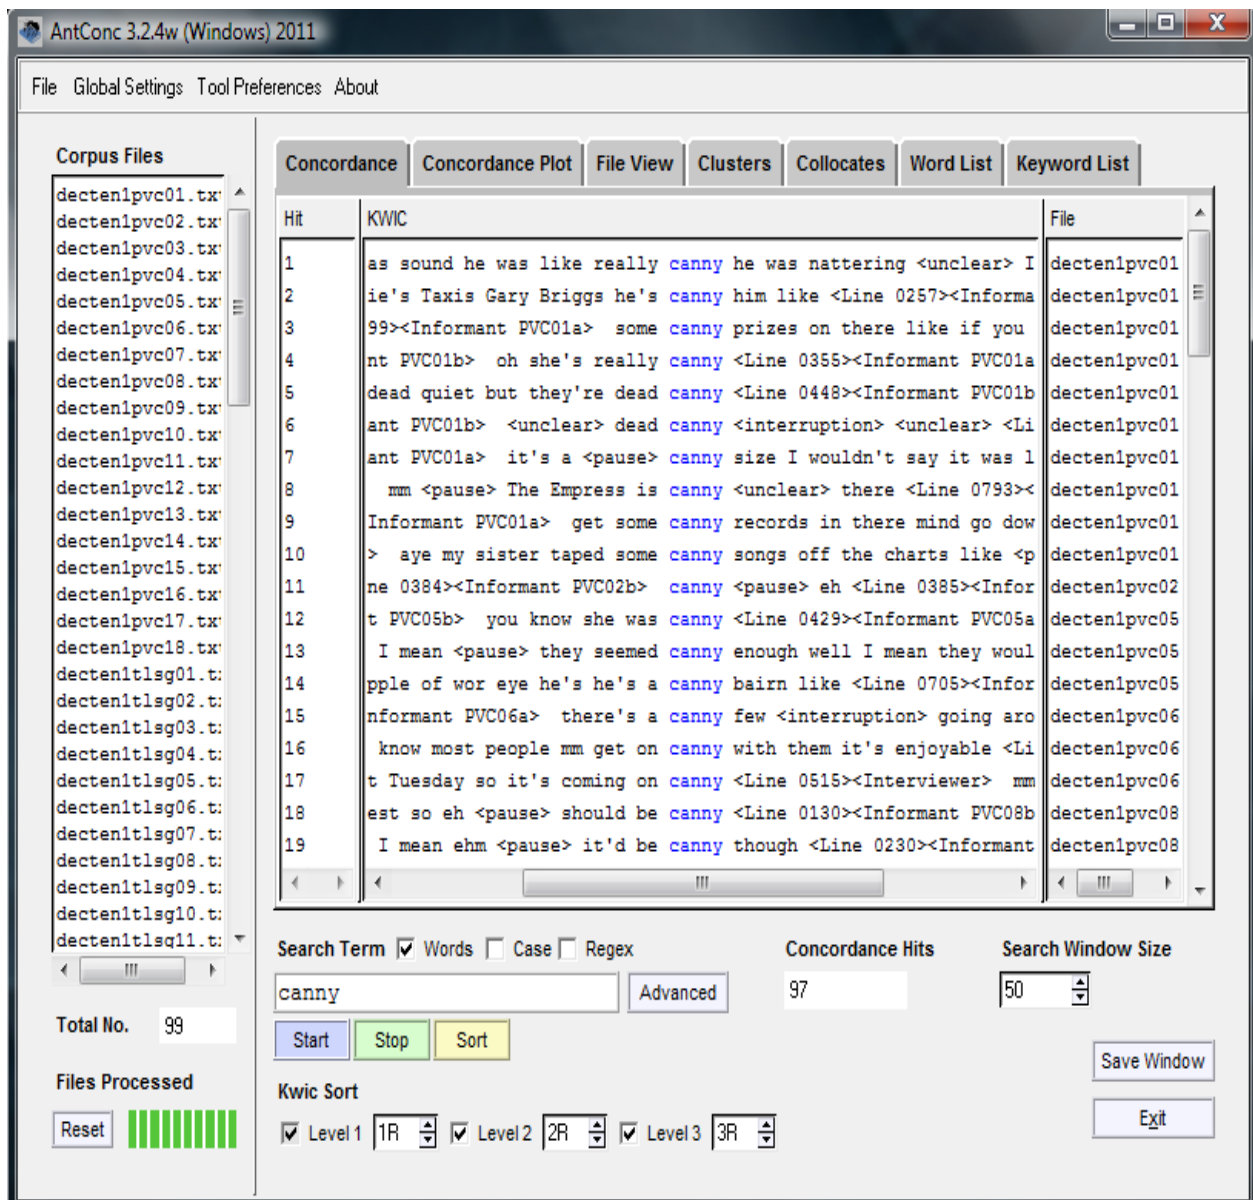 AntConc 3.2.4w (Windows) 2011
File Global Settings Tool Preferences About
Corpus Files
decten1pvc01.tx
decten1pvc02.tx
decten1pvc03.tx
decten1pvc04.tx
decten1pvc05.tx
decten1pvc06.tx
decten1pvc07.tx
decten1pvc08.tx
decten1pvc09.tx
decten1pvc10.tx
decten1pvc11.tx
decten1pvc12.tx
decten1pvc13.tx
decten1pvc14.tx
decten1pvc15.tx
decten1pvc16.tx
decten1pvc17.tx
decten1pvc18.tx
decten1tlsg01.t
decten1tlsg02.t
decten1tlsg03.t
decten1tlsg04.t
decten1tlsg05.t
decten1tlsg06.t
decten1tlsg07.t
decten1tlsg08.t
decten1tlsg09.t
decten1tlsg10.t
decten1tlsg11.t
Total No. 99
Files Processed
Reset
Concordance Concordance Plot File View Clusters Collocates Word List Keyword List
Hit KWIC File
1 as sound he was like really canny he was nattering <unclear> I decten1pvc01
2 ie's Taxis Gary Briggs he's canny him like <Line 0257><Informa decten1pvc01
3 99><Informant PVC01a> some canny prizes on there like if you decten1pvc01
4 nt PVC01b> oh she's really canny <Line 0355><Informant PVC01a decten1pvc01
5 dead quiet but they're dead canny <Line 0448><Informant PVC01b decten1pvc01
6 ant PVC01b> <unclear> dead canny <interruption> <unclear> <Li decten1pvc01
7 ant PVC01a> it's a <pause> canny size I wouldn't say it was l decten1pvc01
8 mm <pause> The Empress is canny <unclear> there <Line 0793>< decten1pvc01
9 Informant PVC01a> get some canny records in there mind go dow decten1pvc01
10 > aye my sister taped some canny songs off the charts like <p decten1pvc01
11 ne 0384><Informant PVC02b> canny <pause> eh <Line 0385><Infor decten1pvc02
12 t PVC05b> you know she was canny <Line 0429><Informant PVC05a decten1pvc05
13 I mean <pause> they seemed canny enough well I mean they woul decten1pvc05
14 pple of wor eye he's he's a canny bairn like <Line 0705><Infor decten1pvc05
15 nformant PVC06a> there's a canny few <interruption> going aro decten1pvc06
16 know most people mm get on canny with them it's enjoyable <Li decten1pvc06
17 t Tuesday so it's coming on canny <Line 0515><Interviewer> mm decten1pvc06
18 est so eh <pause> should be canny <Line 0130><Informant PVC08b decten1pvc08
19 I mean ehm <pause> it'd be canny though <Line 0230><Informant decten1pvc08
Search Term Words Case Regex Concordance Hits Search Window Size
canny Advanced 97 50
Start Stop Sort
Save Window
Kwic Sort
Exit
Level 1 1R Level 2 2R Level 3 3R